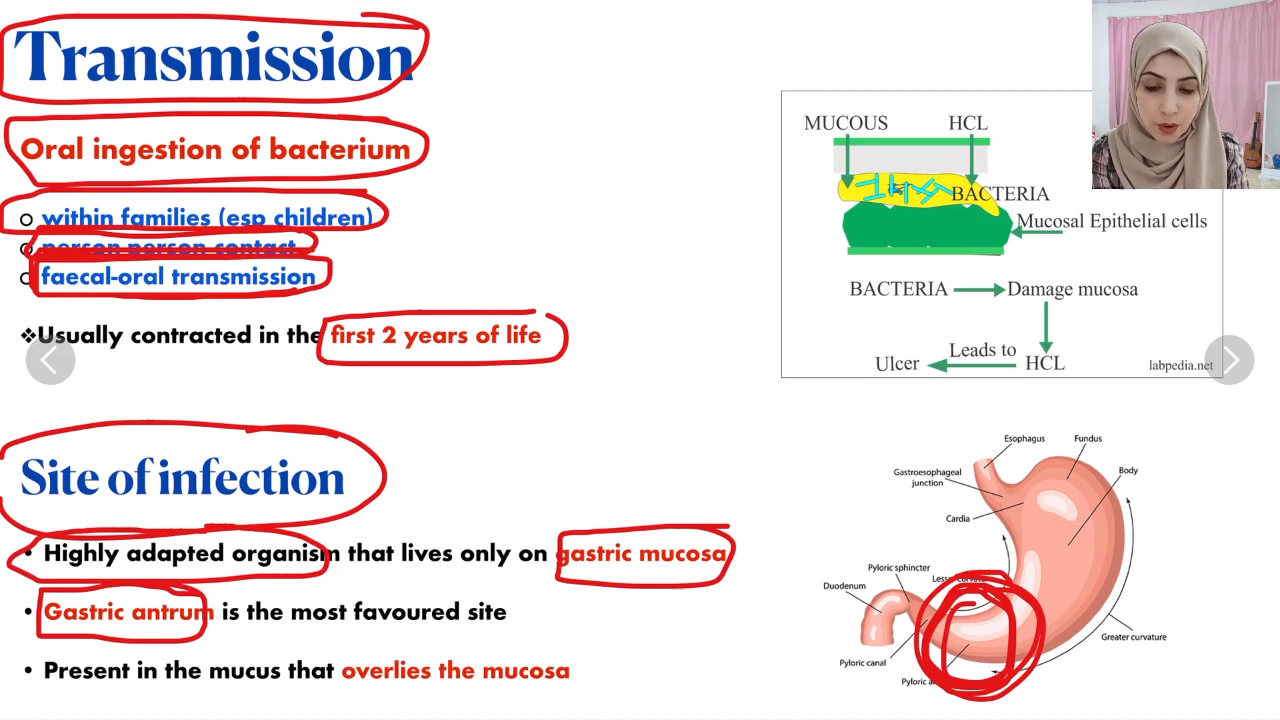 Transmission
Oral ingestion of bacterium
within families (esp children)
person person contact
faecal-oral transmission
❖Usually contracted in the first 2 years of life
Site of infection
• Highly adapted organism that lives only on gastric mucosa
• Gastric antrum is the most favoured site
• Present in the mucus that overlies the mucosa
MUCOUS HCL
BACTERIA
Mucosal Epithelial cells
BACTERIA Damage mucosa
Leads to
Ulcer HCL
labpedia.net
Esophagus Fundus
Gastroesophageal
junction
Body
Cardia
Pyloric sphincter
Duodenum
Greater curvature
Pyloric canal